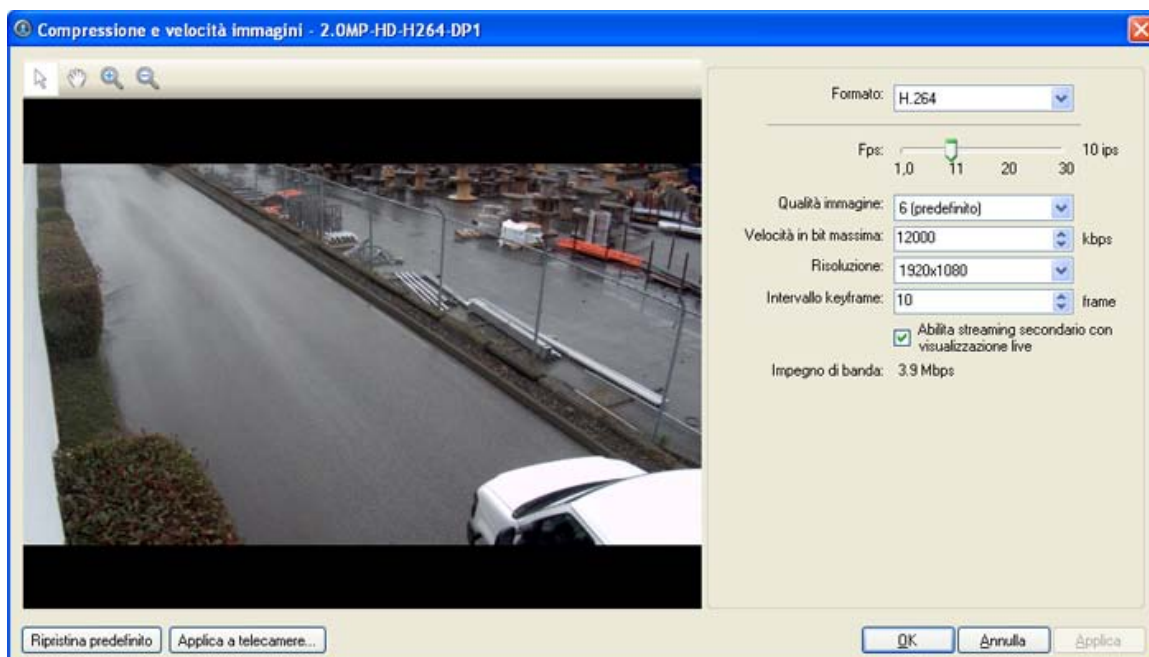 Compressione e velocità immagini - 2.0MP-HD-H264-DP1
Formato: H.264
Fps: 10 ips
1,0 11 20 30
Qualità immagine: 6 (predefinito)
Velocità in bit massima: 12000 kbps
Risoluzione: 1920x1080
Intervallo keyframe: 10 frame
Abilita streaming secondario con
visualizzazione live
Impegno di banda: 3.9 Mbps
Ripristina predefinito Applica a telecamere... OK Annulla Applica